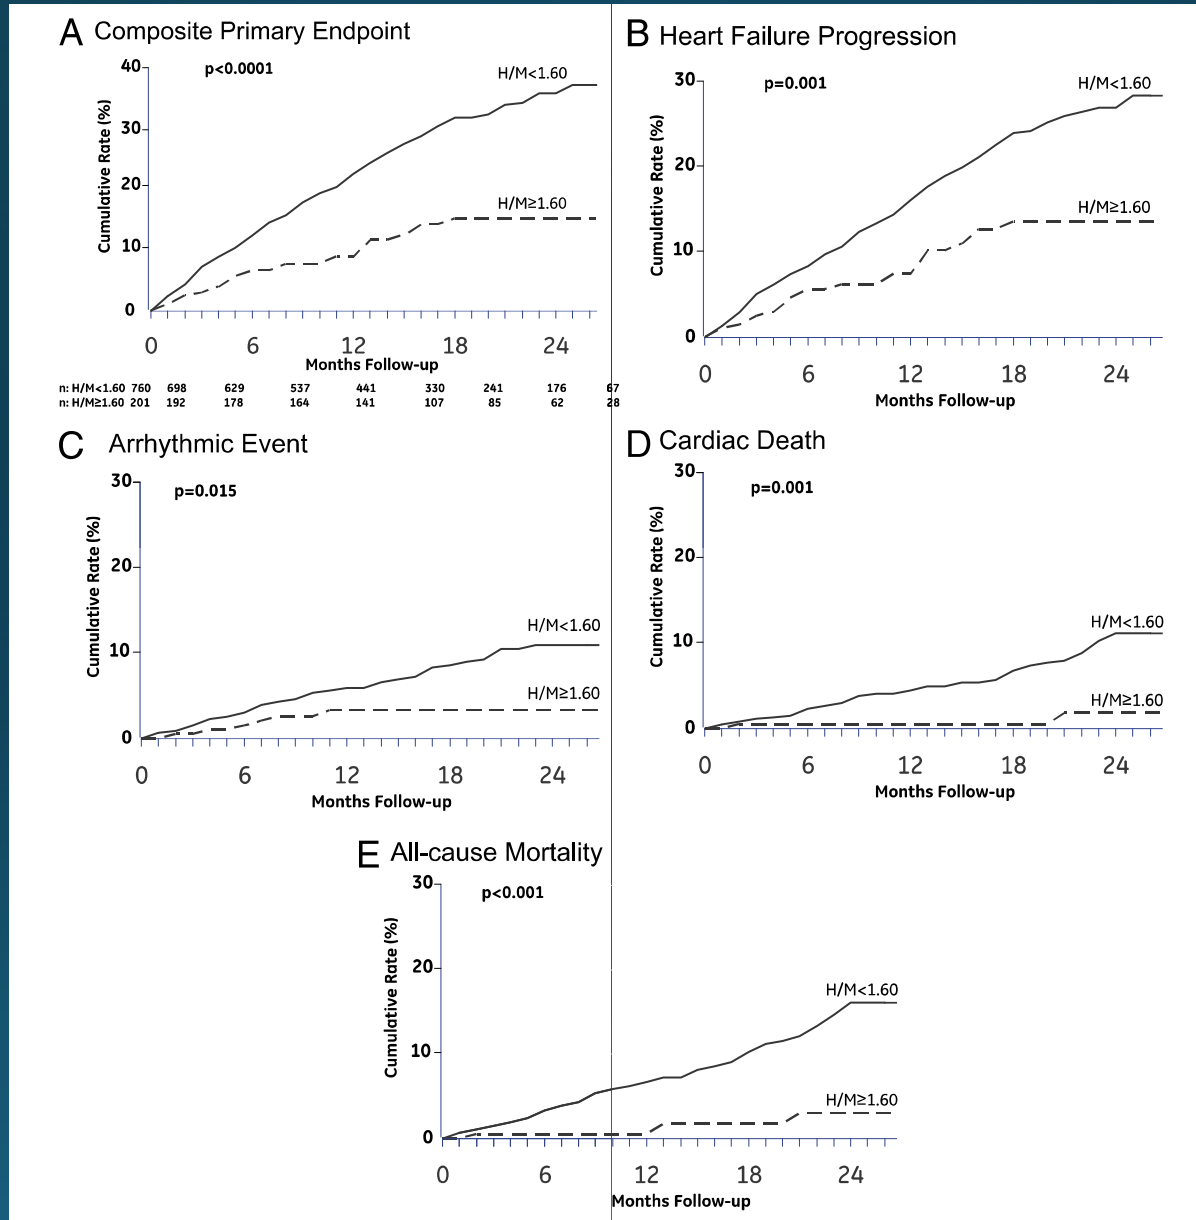 A Composite Primary Endpoint
p<0.0001
H/M<1.60
H/M≥1.60
Cumulative Rate (%)
40
30
20
10
0
0 6 12 18 24
Months Follow-up
n: H/M<1.60 760 698 629 537 441 330 241 176 67
n: H/M≥1.60 201 192 178 164 141 107 85 62 28
B Heart Failure Progression
p=0.001
H/M<1.60
H/M≥1.60
Cumulative Rate (%)
30
20
10
0
0 6 12 18 24
Months Follow-up
C Arrhythmic Event
p=0.015
H/M<1.60
H/M≥1.60
Cumulative Rate (%)
30
20
10
0
0 6 12 18 24
Months Follow-up
D Cardiac Death
p=0.001
H/M<1.60
H/M≥1.60
Cumulative Rate (%)
30
20
10
0
0 6 12 18 24
Months Follow-up
E All-cause Mortality
p<0.001
H/M<1.60
H/M≥1.60
Cumulative Rate (%)
30
20
10
0
0 6 12 18 24
Months Follow-up